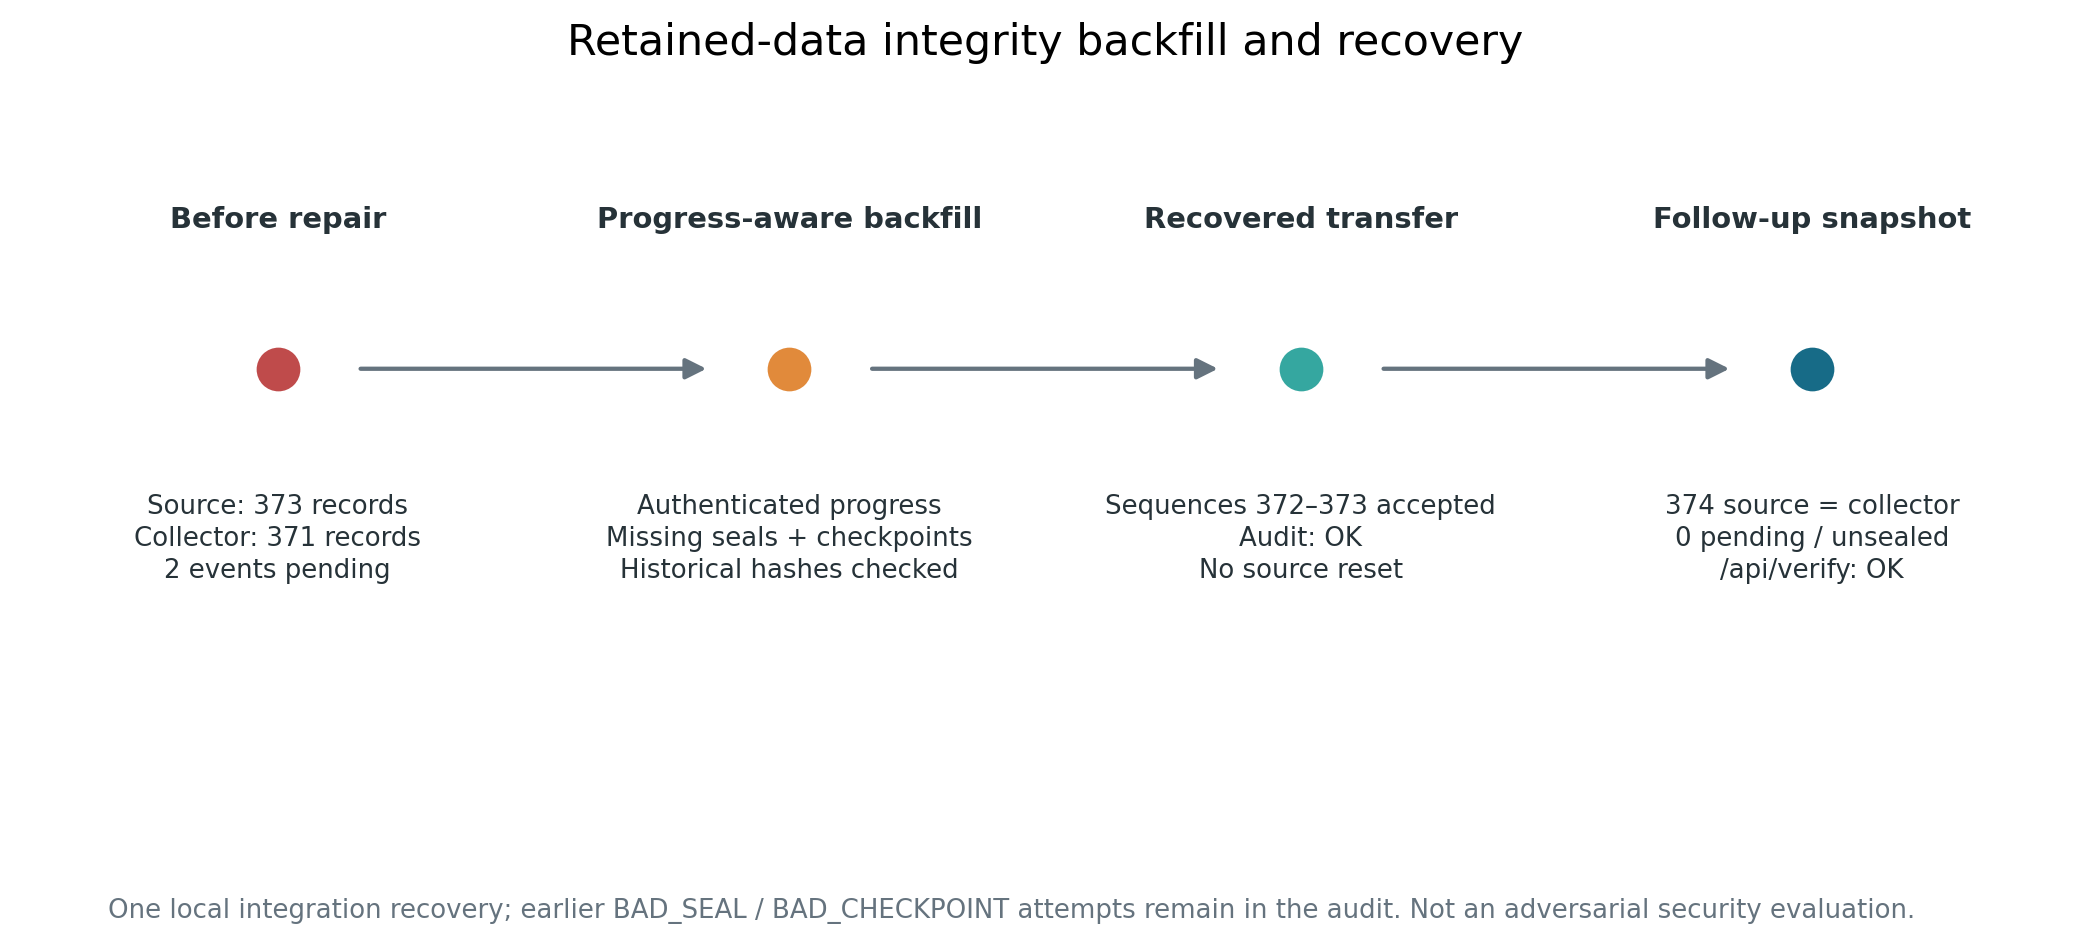 Retained-data integrity backfill and recovery
Before repair
Progress-aware backfill
Recovered transfer
Follow-up snapshot
Source: 373 records
Collector: 371 records
2 events pending
Authenticated progress
Missing seals + checkpoints
Historical hashes checked
Sequences 372–373 accepted
Audit: OK
No source reset
374 source = collector
0 pending / unsealed
/api/verify: OK
One local integration recovery; earlier BAD_SEAL / BAD_CHECKPOINT attempts remain in the audit. Not an adversarial security evaluation.